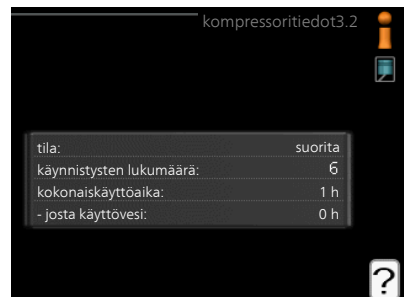 kompressoritiedot3.2
tila: suorita
käynnistysten lukumäärä: 6
kokonaiskäyttöaika: 1 h
- josta käyttövesi: 0 h
?